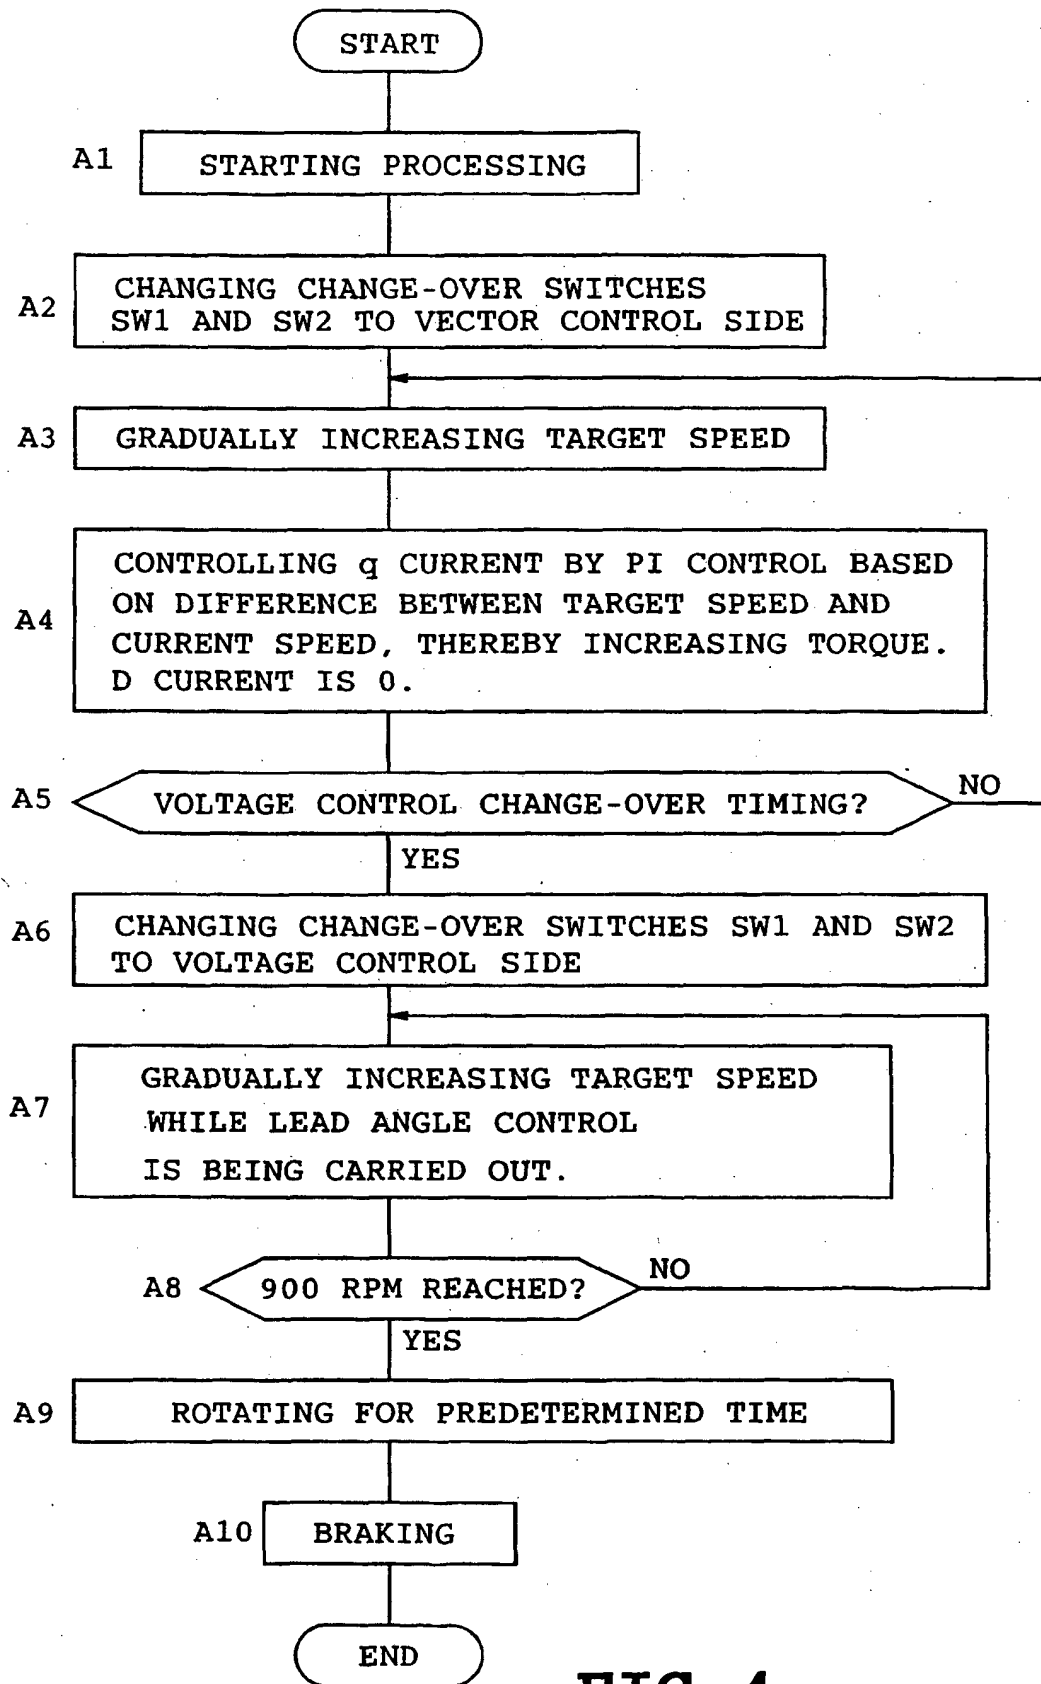 START
A1
STARTING PROCESSING
A2
CHANGING CHANGE-OVER SWITCHES
SW1 AND SW2 TO VECTOR CONTROL SIDE
A3
GRADUALLY INCREASING TARGET SPEED
A4
CONTROLLING q CURRENT BY PI CONTROL BASED
ON DIFFERENCE BETWEEN TARGET SPEED AND
CURRENT SPEED, THEREBY INCREASING TORQUE.
D CURRENT IS 0.
A5
VOLTAGE CONTROL CHANGE-OVER TIMING?
NO
YES
A6
CHANGING CHANGE-OVER SWITCHES SW1 AND SW2
TO VOLTAGE CONTROL SIDE
A7
GRADUALLY INCREASING TARGET SPEED
WHILE LEAD ANGLE CONTROL
IS BEING CARRIED OUT.
A8
900 RPM REACHED?
NO
YES
A9
ROTATING FOR PREDETERMINED TIME
A10
BRAKING
END